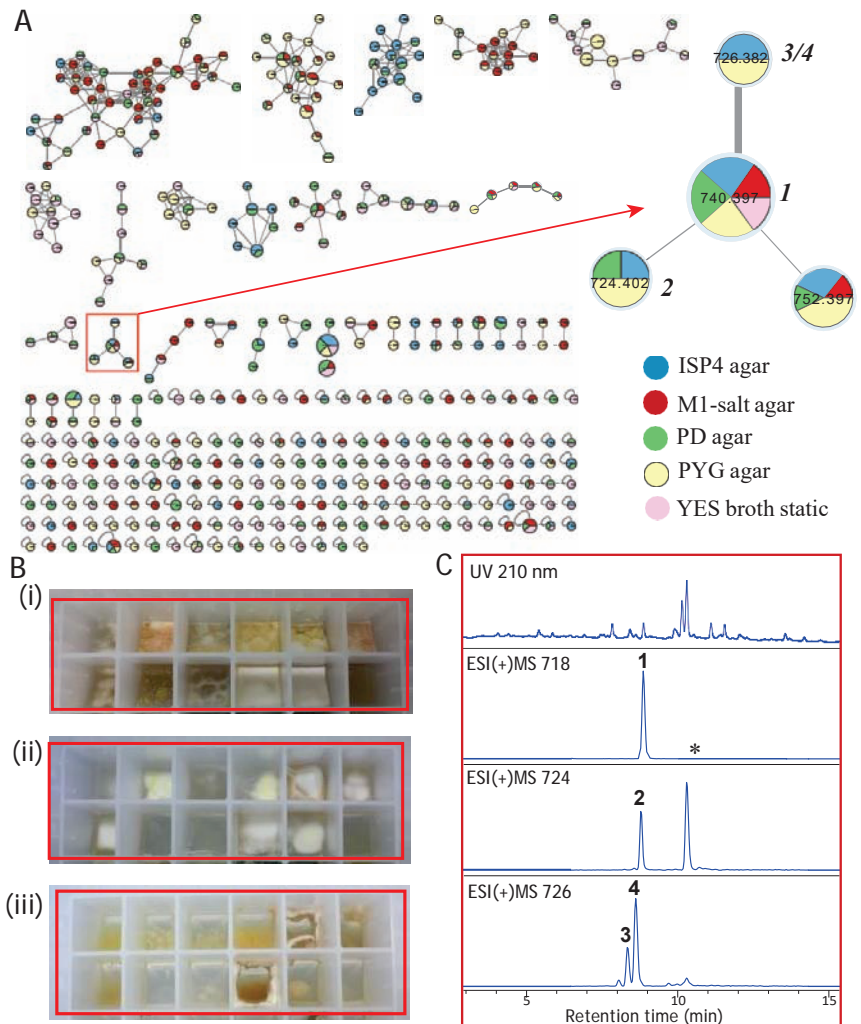 A
726.382
3/4
740.397
1
724.402
2
752.397
ISP4 agar
M1-salt agar
PD agar
PYG agar
YES broth static
B
(i)
(ii)
(iii)
C
UV 210 nm
ESI(+)MS 718
1
*
ESI(+)MS 724
2
ESI(+)MS 726
4
3
5
10
15
Retention time (min)